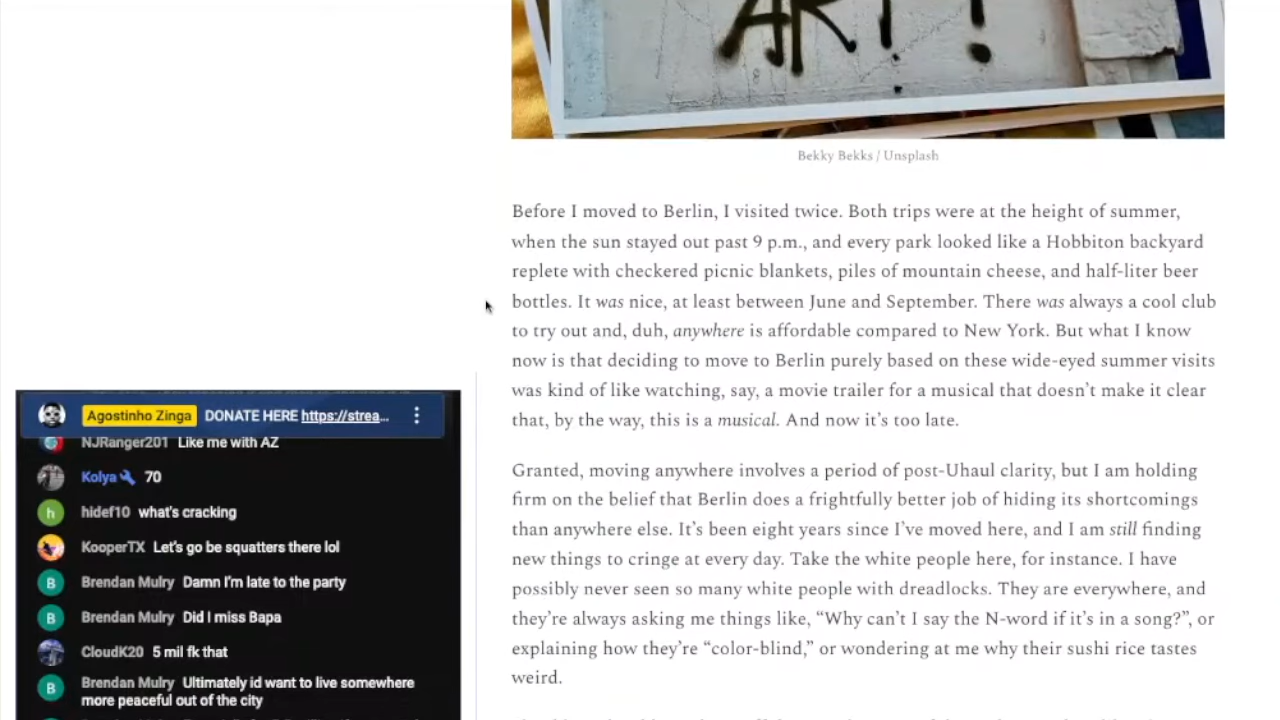 ART!
Bekky Bekks / Unsplash
Before I moved to Berlin, I visited twice. Both trips were at the height of summer,
when the sun stayed out past 9 p.m., and every park looked like a Hobbiton backyard
replete with checkered picnic blankets, piles of mountain cheese, and half-liter beer
bottles. It was nice, at least between June and September. There was always a cool club
to try out and, duh, anywhere is affordable compared to New York. But what I know
now is that deciding to move to Berlin purely based on these wide-eyed summer visits
was kind of like watching, say, a movie trailer for a musical that doesn't make it clear
that, by the way, this is a musical. And now it's too late.
Granted, moving anywhere involves a period of post-Uhaul clarity, but I am holding
firm on the belief that Berlin does a frightfully better job of hiding its shortcomings
than anywhere else. It's been eight years since I've moved here, and I am still finding
new things to cringe at every day. Take the white people here, for instance. I have
possibly never seen so many white people with dreadlocks. They are everywhere, and
they're always asking me things like, “Why can't I say the N-word if it's in a song?”, or
explaining how they're “color-blind,” or wondering at me why their sushi rice tastes
weird.
Agostinho Zinga DONATE HERE https://strea...
NJRanger201 Like me with AZ
Kolya 70
h hidef10 what's cracking
KooperTX Let's go be squatters there lol
B Brendan Mulry Damn I'm late to the party
B Brendan Mulry Did I miss Bapa
CloudK20 5 mil fk that
B Brendan Mulry Ultimately id want to live somewhere
more peaceful out of the city